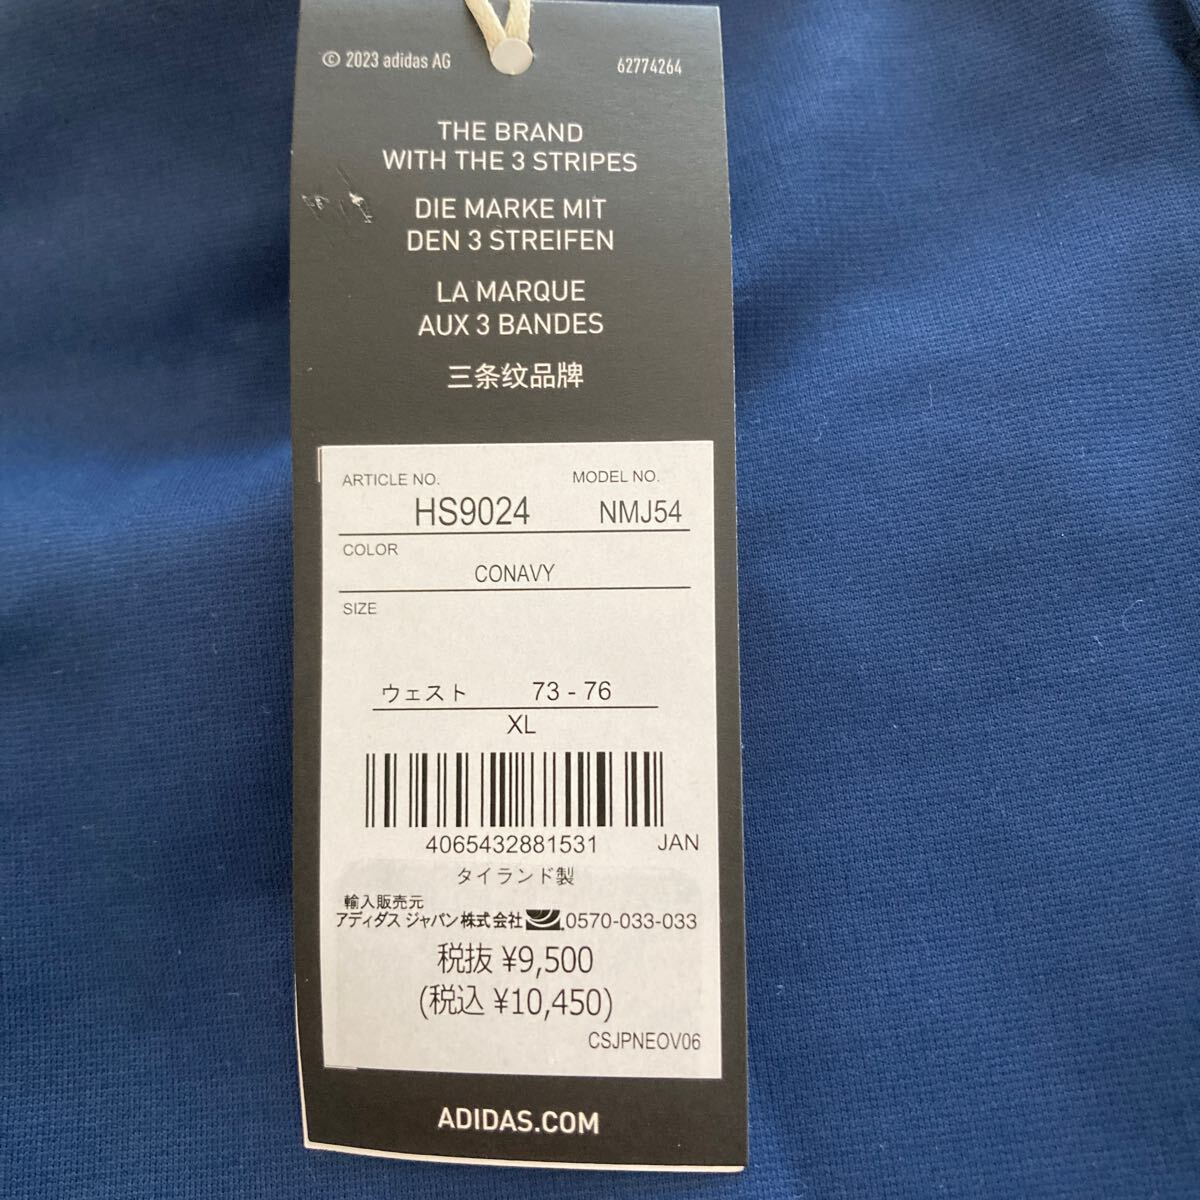 © 2023 adidas AG 62774264
THE BRAND
WITH THE 3 STRIPES
DIE MARKE MIT
DEN 3 STREIFEN
LA MARQUE
AUX 3 BANDES
三条纹品牌
ARTICLE NO. MODEL NO.
HS9024 NMJ54
COLOR
CONAVY
SIZE
ウェスト 73 - 76
XL
4065432881531 JAN
タイランド製
輸入販売元
アディダス ジャパン株式会社 0570-033-033
税抜 ¥9,500
(税込 ¥10,450)
CSJPNEOV06
ADIDAS.COM